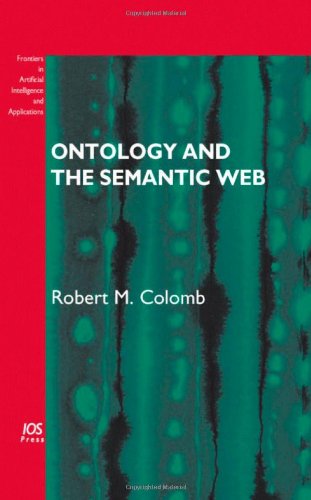 Frontiers in
Artificial
Intelligence and
Applications
ONTOLOGY AND
THE SEMANTIC WEB
Robert M. Colomb
IOS
Press